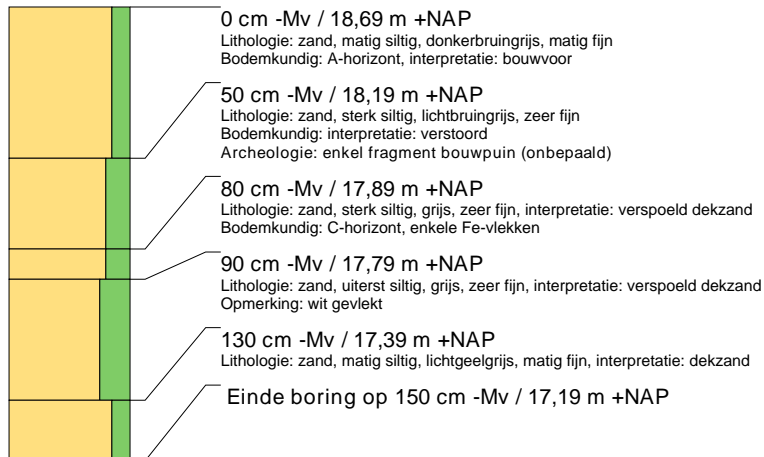 0 cm -Mv / 18,69 m +NAP
Lithologie: zand, matig siltig, donkerbruingrijs, matig fijn
Bodemkundig: A-horizont, interpretatie: bouwvoor
50 cm -Mv / 18,19 m +NAP
Lithologie: zand, sterk siltig, lichtbruingrijs, zeer fijn
Bodemkundig: interpretatie: verstoord
Archeologie: enkel fragment bouwpuin (onbepaald)
80 cm -Mv / 17,89 m +NAP
Lithologie: zand, sterk siltig, grijs, zeer fijn, interpretatie: verspoeld dekzand
Bodemkundig: C-horizont, enkele Fe-vlekken
90 cm -Mv / 17,79 m +NAP
Lithologie: zand, uiterst siltig, grijs, zeer fijn, interpretatie: verspoeld dekzand
Opmerking: wit gevlekt
130 cm -Mv / 17,39 m +NAP
Lithologie: zand, matig siltig, lichtgeelgrijs, matig fijn, interpretatie: dekzand
Einde boring op 150 cm -Mv / 17,19 m +NAP